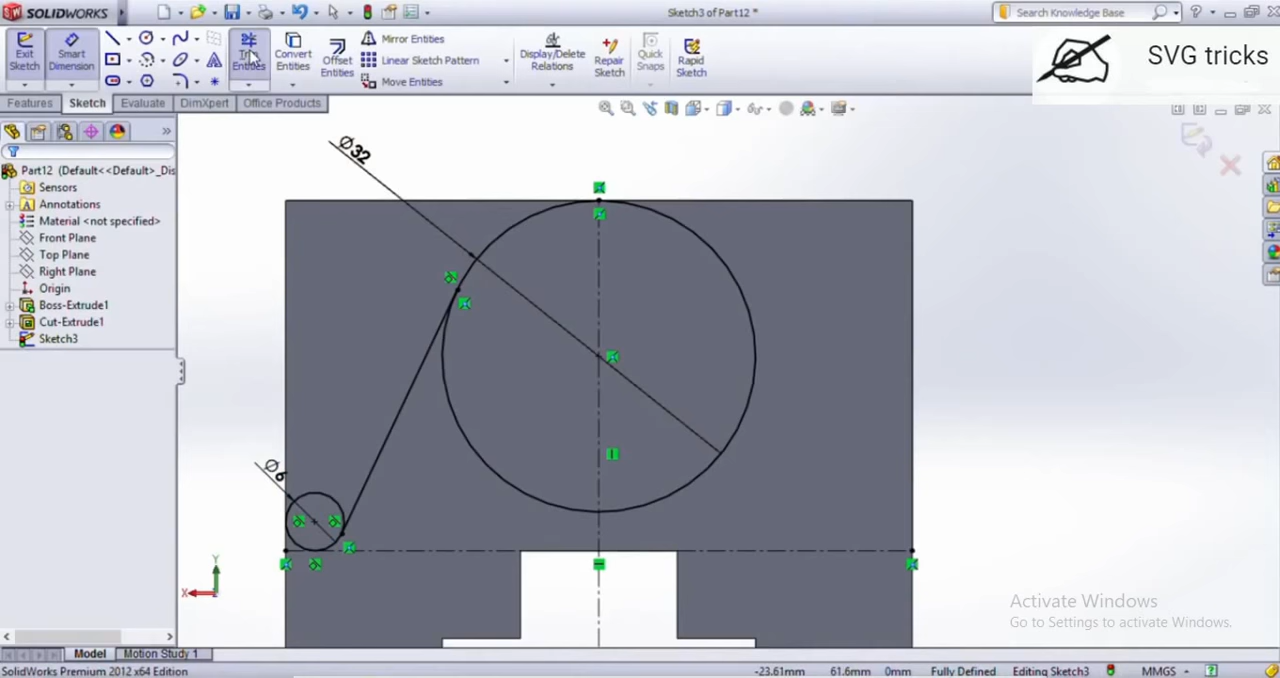 SOLIDWORKS
Sketch3 of Part12 *
Search Knowledge Base
SVG tricks
Exit Sketch
Smart Dimension
Trim Entities
Convert Entities
Offset Entities
Mirror Entities
Linear Sketch Pattern
Move Entities
Display/Delete Relations
Repair Sketch
Quick Snaps
Rapid Sketch
Features
Sketch
Evaluate
DimXpert
Office Products
Part12 (Default<<Default>_Dis
Sensors
Annotations
Material <not specified>
Front Plane
Top Plane
Right Plane
Origin
Boss-Extrude1
Cut-Extrude1
Sketch3
Ø32
Ø6
Y
X
Activate Windows
Go to Settings to activate Windows.
Model
Motion Study 1
SolidWorks Premium 2012 x64 Edition
-23.61mm
61.6mm
0mm
Fully Defined
Editing Sketch3
MMGS